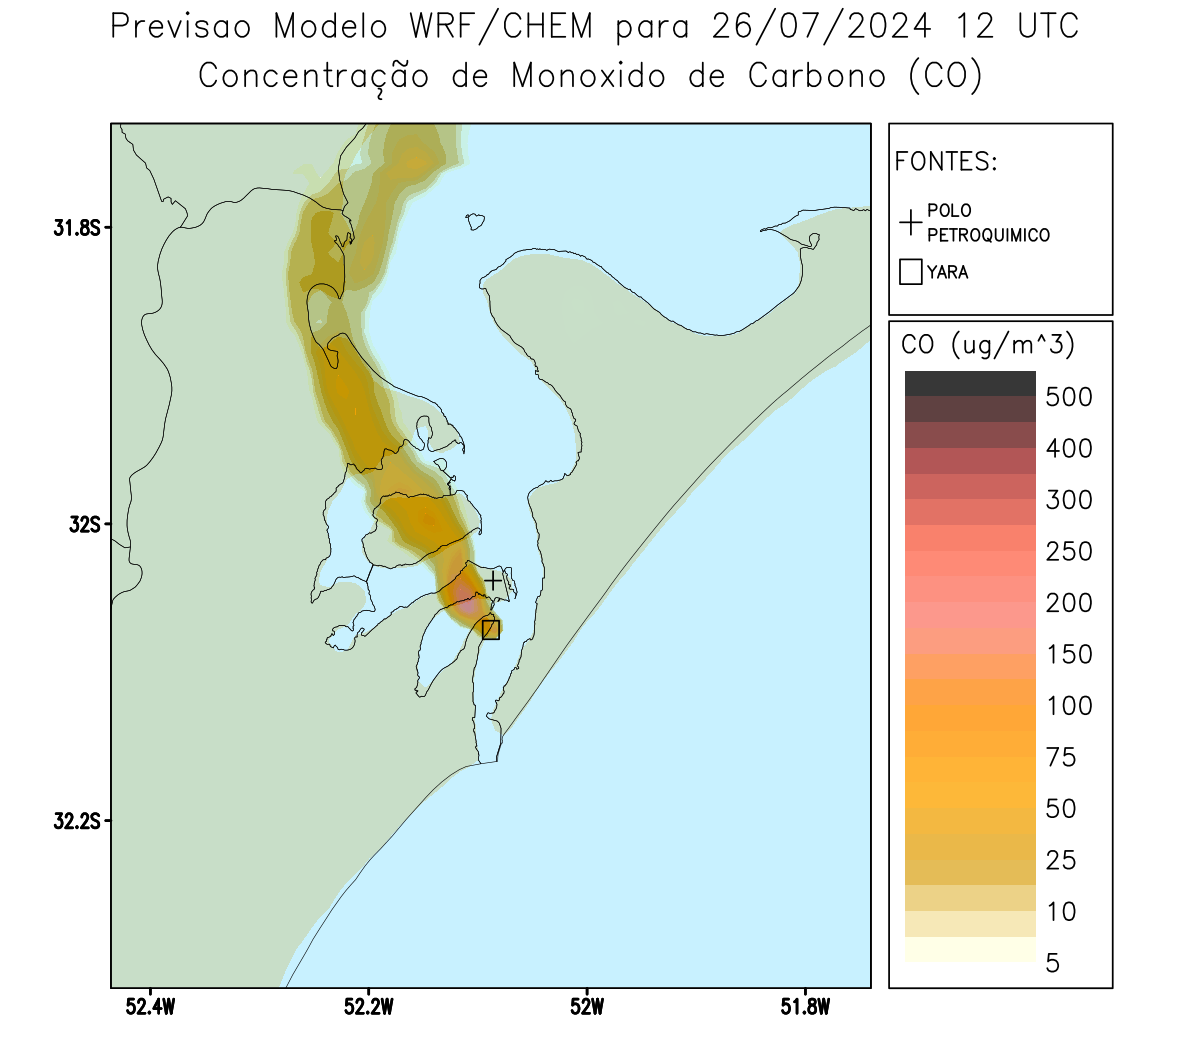 Previsao Modelo WRF/CHEM para 26/07/2024 12 UTC
Concentração de Monoxido de Carbono (CO)
FONTES:
POLO
PETROQUIMICO
YARA
CO (ug/m^3)
500
400
300
250
200
150
100
75
50
25
10
5
31.8S
32S
32.2S
52.4W
52.2W
52W
51.8W